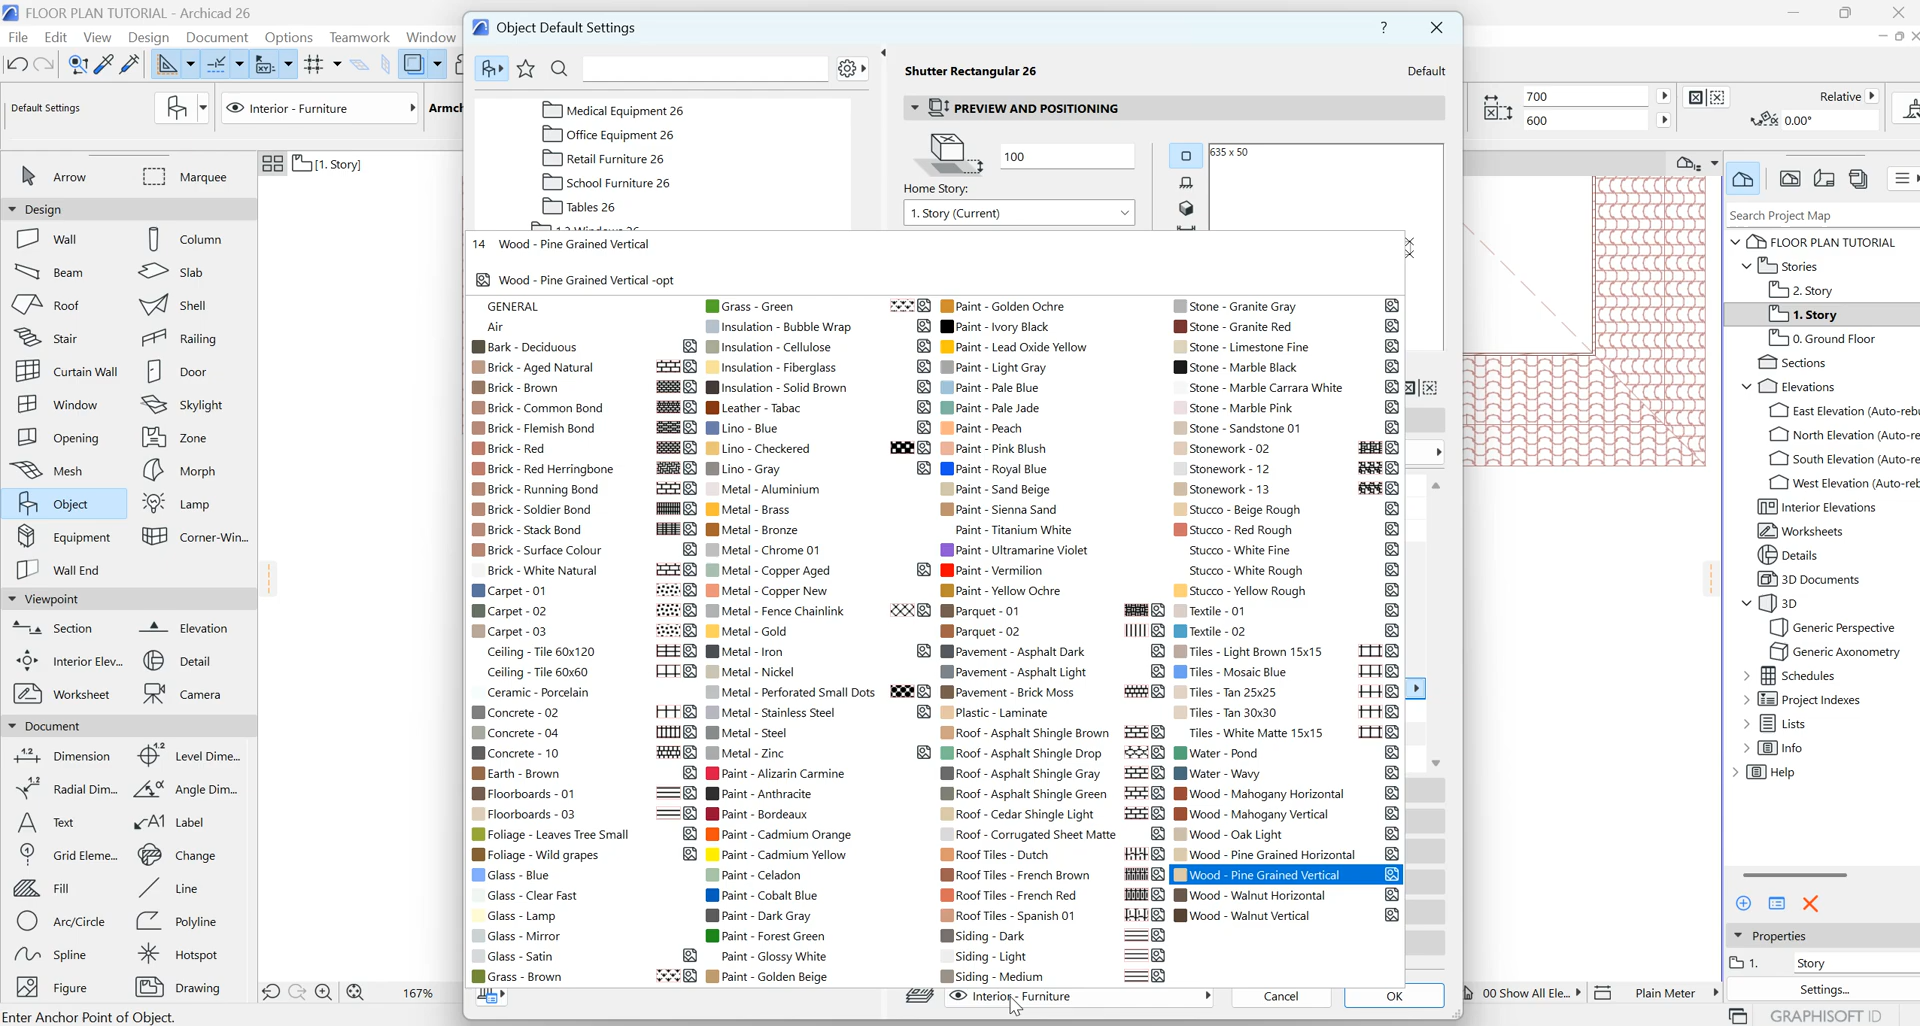 FLOOR PLAN TUTORIAL - Archicad 26
File Edit View Design Document Options Teamwork Window
Default Settings
Interior - Furniture
Armch
Arrow
Marquee
Design
Wall
Column
Beam
Slab
Roof
Shell
Stair
Railing
Curtain Wall
Door
Window
Skylight
Opening
Zone
Mesh
Morph
Object
Lamp
Equipment
Corner-Win...
Wall End
Viewpoint
Section
Elevation
Interior Elev...
Detail
Worksheet
Camera
Document
Dimension
Level Dime...
Radial Dim...
Angle Dim...
Text
Label
Grid Eleme...
Change
Fill
Line
Arc/Circle
Polyline
Spline
Hotspot
Figure
Drawing
Enter Anchor Point of Object.
[1. Story]
167%
Object Default Settings
?
Medical Equipment 26
Office Equipment 26
Retail Furniture 26
School Furniture 26
Tables 26
Shutter Rectangular 26
Default
PREVIEW AND POSITIONING
100
Home Story:
1. Story (Current)
635 x 50
14 Wood - Pine Grained Vertical
Wood - Pine Grained Vertical -opt
GENERAL
Air
Bark - Deciduous
Brick - Aged Natural
Brick - Brown
Brick - Common Bond
Brick - Flemish Bond
Brick - Red
Brick - Red Herringbone
Brick - Running Bond
Brick - Soldier Bond
Brick - Stack Bond
Brick - Surface Colour
Brick - White Natural
Carpet - 01
Carpet - 02
Carpet - 03
Ceiling - Tile 60x120
Ceiling - Tile 60x60
Ceramic - Porcelain
Concrete - 02
Concrete - 04
Concrete - 10
Earth - Brown
Floorboards - 01
Floorboards - 03
Foliage - Leaves Tree Small
Foliage - Wild grapes
Glass - Blue
Glass - Clear Fast
Glass - Lamp
Glass - Mirror
Glass - Satin
Grass - Brown
Grass - Green
Insulation - Bubble Wrap
Insulation - Cellulose
Insulation - Fiberglass
Insulation - Solid Brown
Leather - Tabac
Lino - Blue
Lino - Checkered
Lino - Gray
Metal - Aluminium
Metal - Brass
Metal - Bronze
Metal - Chrome 01
Metal - Copper Aged
Metal - Copper New
Metal - Fence Chainlink
Metal - Gold
Metal - Iron
Metal - Nickel
Metal - Perforated Small Dots
Metal - Stainless Steel
Metal - Steel
Metal - Zinc
Paint - Alizarin Carmine
Paint - Anthracite
Paint - Bordeaux
Paint - Cadmium Orange
Paint - Cadmium Yellow
Paint - Celadon
Paint - Cobalt Blue
Paint - Dark Gray
Paint - Forest Green
Paint - Glossy White
Paint - Golden Beige
Paint - Golden Ochre
Paint - Ivory Black
Paint - Lead Oxide Yellow
Paint - Light Gray
Paint - Pale Blue
Paint - Pale Jade
Paint - Peach
Paint - Pink Blush
Paint - Royal Blue
Paint - Sand Beige
Paint - Sienna Sand
Paint - Titanium White
Paint - Ultramarine Violet
Paint - Vermilion
Paint - Yellow Ochre
Parquet - 01
Parquet - 02
Pavement - Asphalt Dark
Pavement - Asphalt Light
Pavement - Brick Moss
Plastic - Laminate
Roof - Asphalt Shingle Brown
Roof - Asphalt Shingle Drop
Roof - Asphalt Shingle Gray
Roof - Asphalt Shingle Green
Roof - Cedar Shingle Light
Roof - Corrugated Sheet Matte
Roof Tiles - Dutch
Roof Tiles - French Brown
Roof Tiles - French Red
Roof Tiles - Spanish 01
Siding - Dark
Siding - Light
Siding - Medium
Stone - Granite Gray
Stone - Granite Red
Stone - Limestone Fine
Stone - Marble Black
Stone - Marble Carrara White
Stone - Marble Pink
Stone - Sandstone 01
Stonework - 02
Stonework - 12
Stonework - 13
Stucco - Beige Rough
Stucco - Red Rough
Stucco - White Fine
Stucco - White Rough
Stucco - Yellow Rough
Textile - 01
Textile - 02
Tiles - Light Brown 15x15
Tiles - Mosaic Blue
Tiles - Tan 25x25
Tiles - Tan 30x30
Tiles - White Matte 15x15
Water - Pond
Water - Wavy
Wood - Mahogany Horizontal
Wood - Mahogany Vertical
Wood - Oak Light
Wood - Pine Grained Horizontal
Wood - Pine Grained Vertical
Wood - Walnut Horizontal
Wood - Walnut Vertical
Interior - Furniture
Cancel
OK
700
600
Relative
0.00°
Search Project Map
FLOOR PLAN TUTORIAL
Stories
2. Story
1. Story
0. Ground Floor
Sections
Elevations
East Elevation (Auto-rebu
North Elevation (Auto-re
South Elevation (Auto-re
West Elevation (Auto-reb
Interior Elevations
Worksheets
Details
3D Documents
3D
Generic Perspective
Generic Axonometry
Schedules
Project Indexes
Lists
Info
Help
Properties
1. Story
Settings...
00 Show All Ele...
Plain Meter
GRAPHISOFT ID